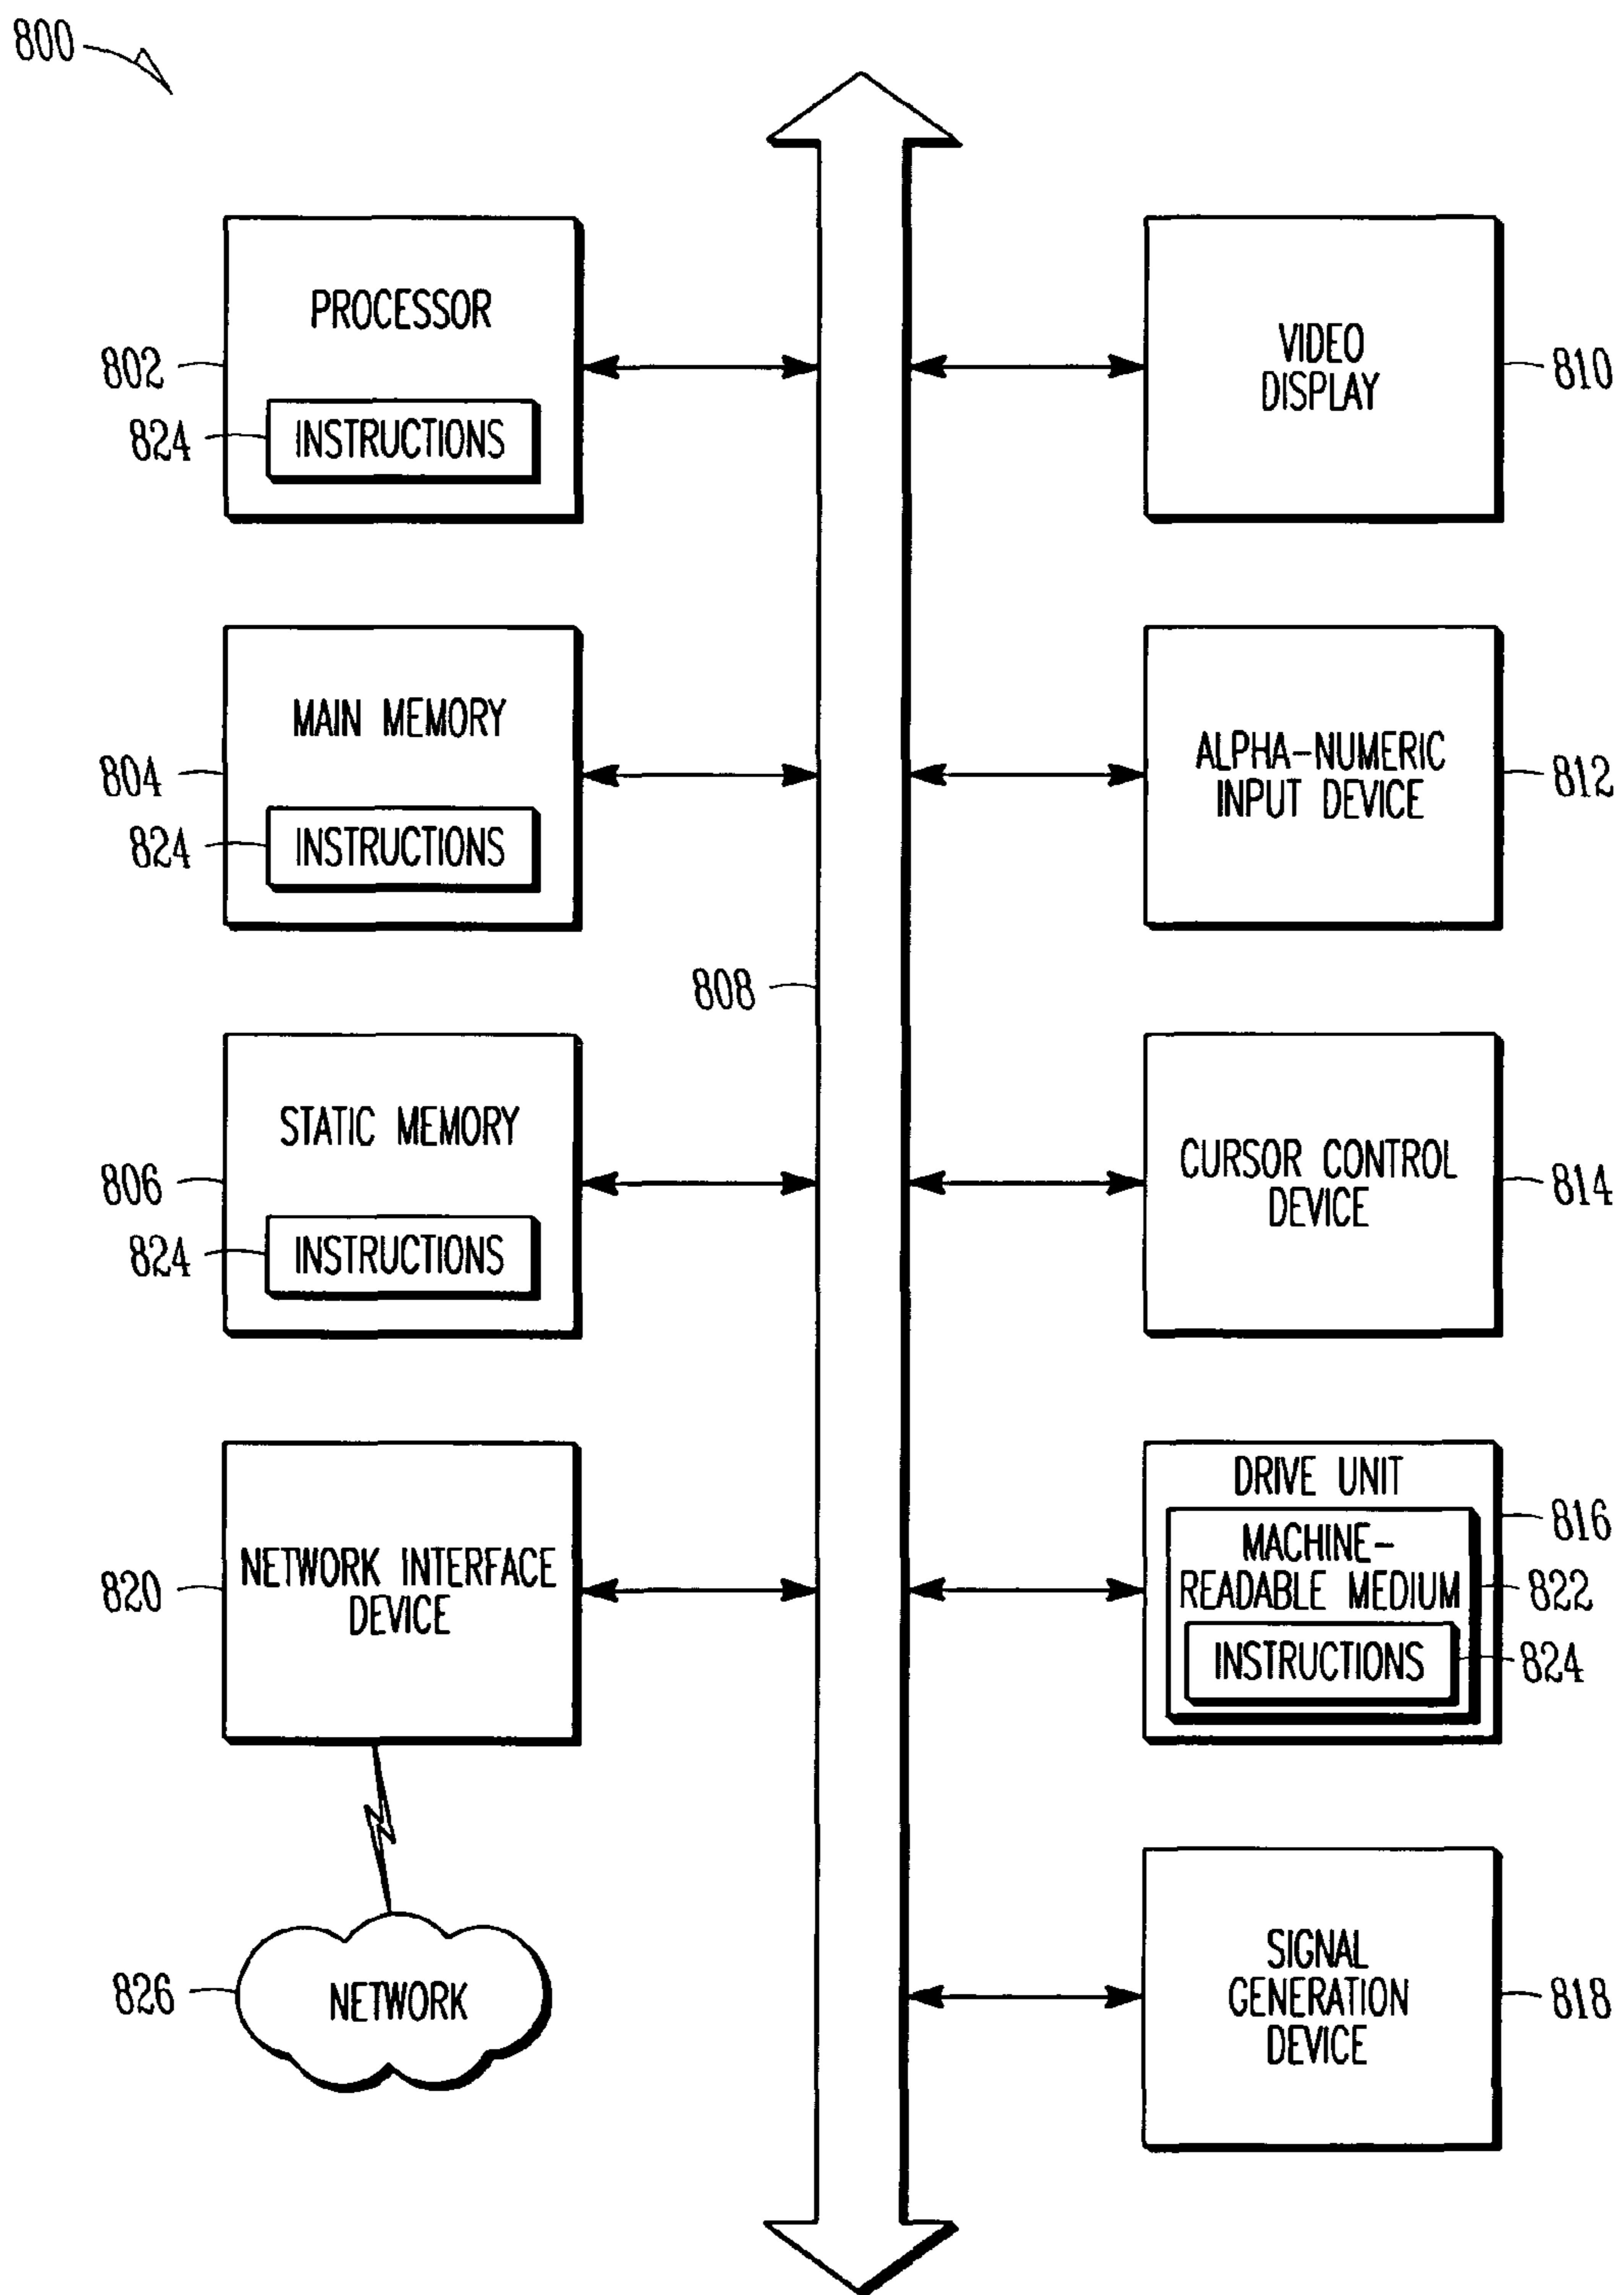 800
PROCESSOR
802
824
INSTRUCTIONS
VIDEO
DISPLAY
810
MAIN MEMORY
804
824
INSTRUCTIONS
ALPHA-NUMERIC
INPUT DEVICE
812
808
STATIC MEMORY
806
824
INSTRUCTIONS
CURSOR CONTROL
DEVICE
814
NETWORK INTERFACE
DEVICE
820
DRIVE UNIT
816
MACHINE-
READABLE MEDIUM
822
INSTRUCTIONS
824
826
NETWORK
SIGNAL
GENERATION
DEVICE
818